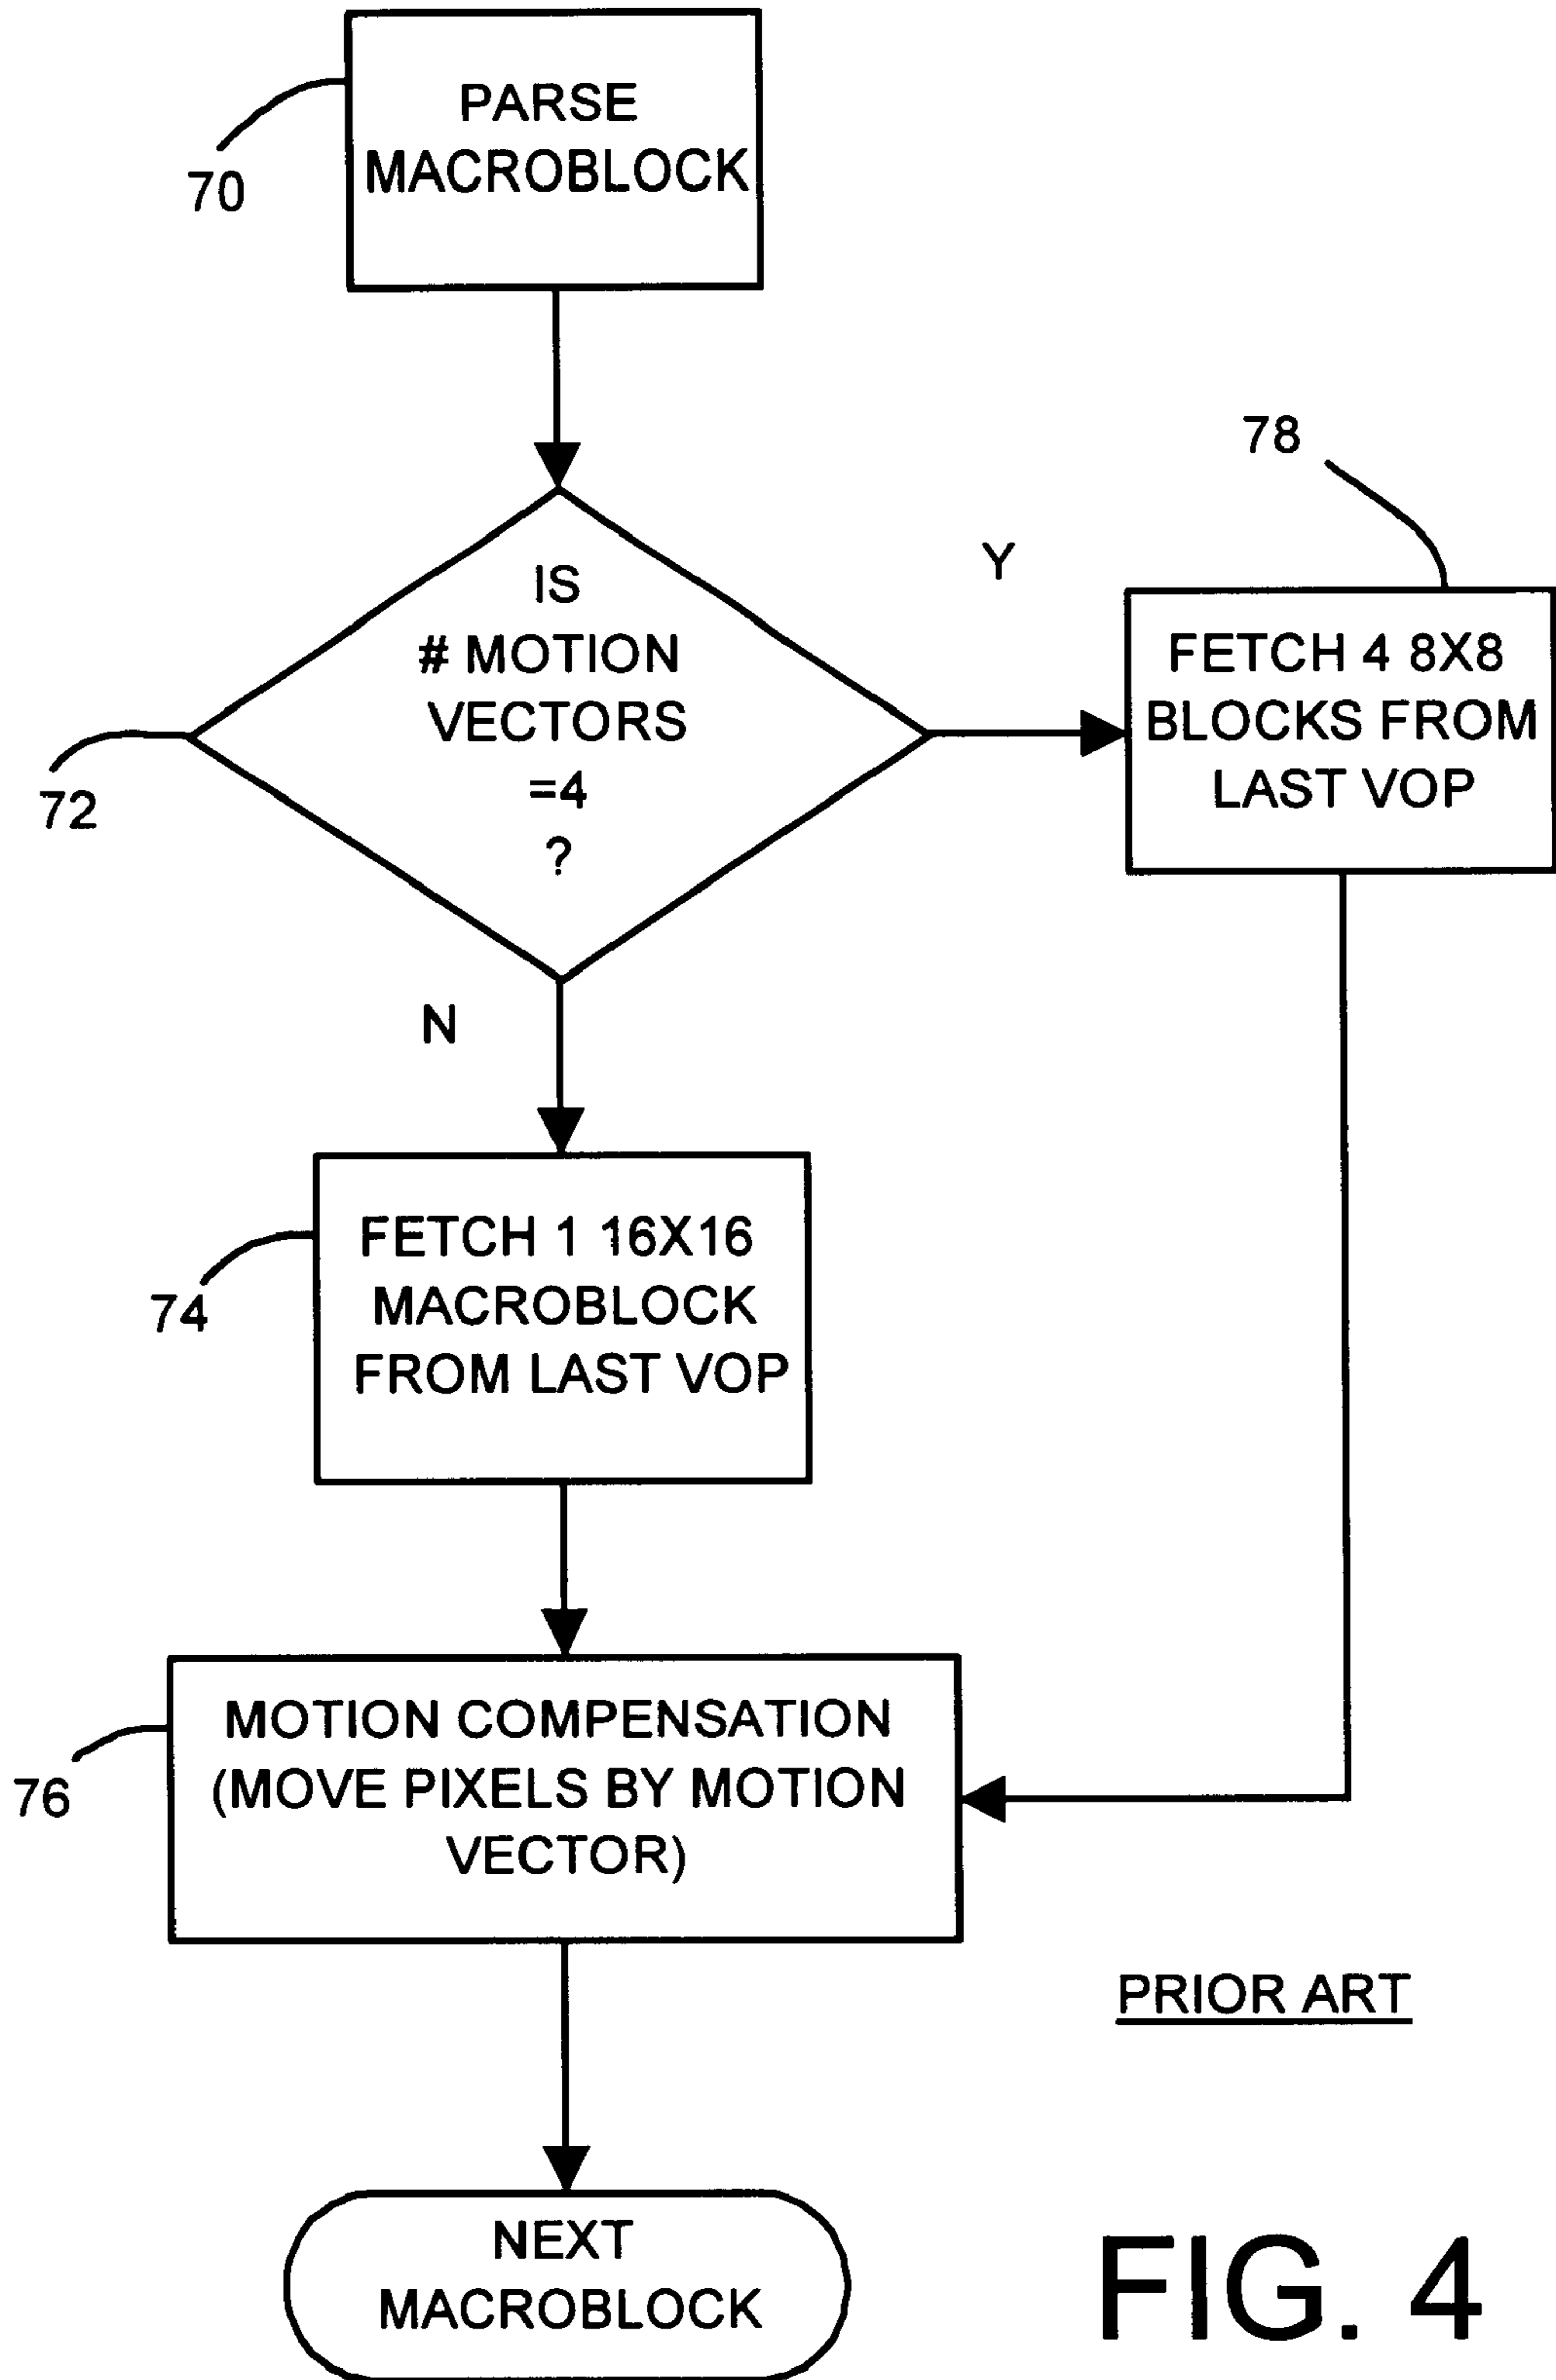 PARSE
MACROBLOCK
70
IS
# MOTION
VECTORS
=4
?
72
Y
78
FETCH 4 8X8
BLOCKS FROM
LAST VOP
N
FETCH 1 16X16
MACROBLOCK
FROM LAST VOP
74
MOTION COMPENSATION
(MOVE PIXELS BY MOTION
VECTOR)
76
PRIOR ART
NEXT
MACROBLOCK
FIG. 4